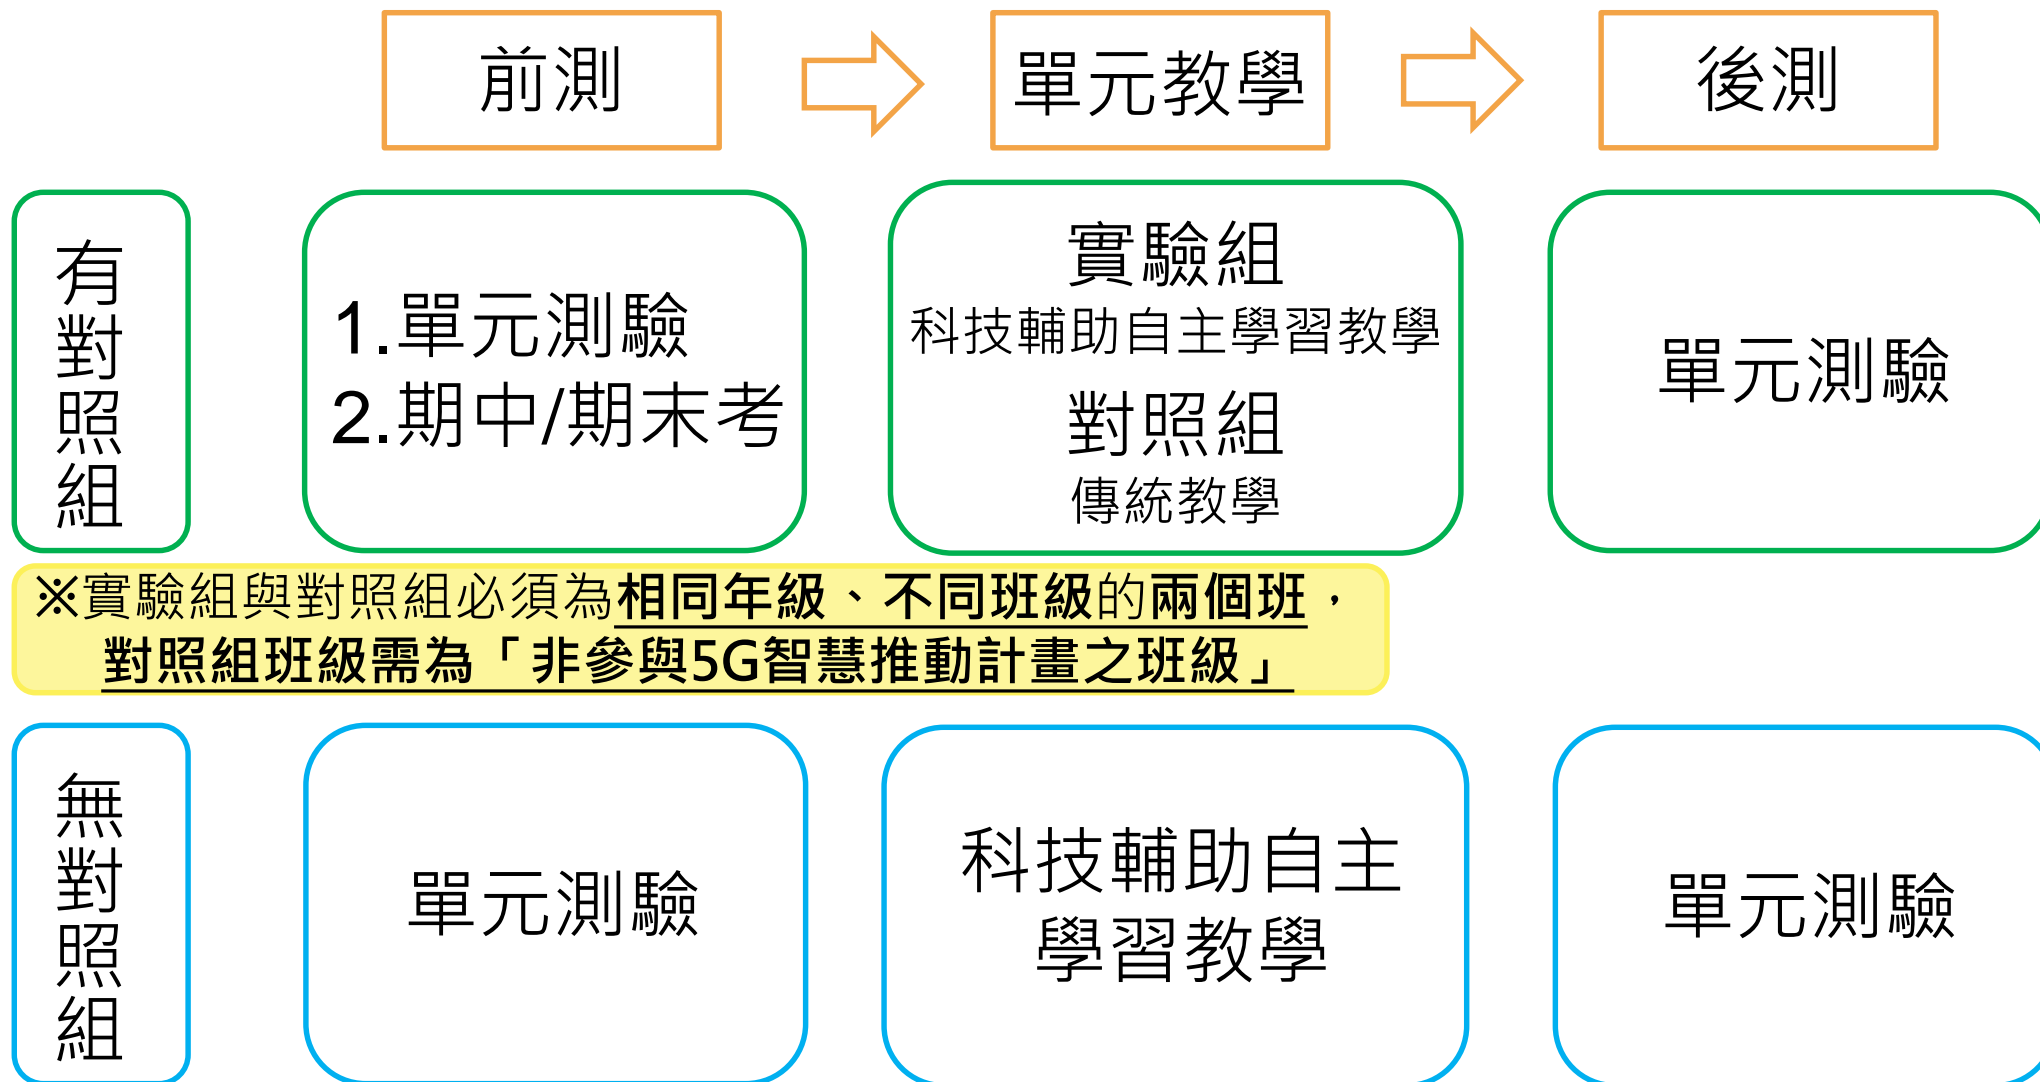 前測
單元教學
後測
有對照組
1.單元測驗
2.期中/期末考
實驗組
科技輔助自主學習教學
對照組
傳統教學
單元測驗
※實驗組與對照組必須為相同年級、不同班級的兩個班，
對照組班級需為「非參與5G智慧推動計畫之班級」
無對照組
單元測驗
科技輔助自主
學習教學
單元測驗